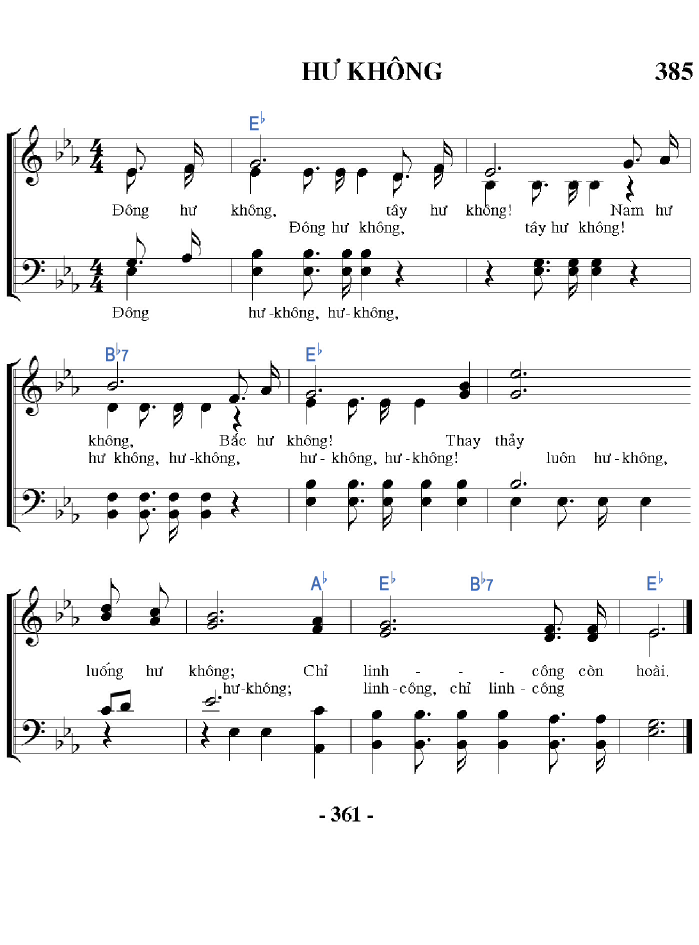 HƯ KHÔNG 385
E♭
Đông hư không, tây hư không! Nam hư
Đông hư không, tây hư không!
Đông hư-không, hư-không,
B♭7 E♭
không, Bắc hư không! Thay thảy
hư không, hư-không, hư-không, hư-không! luôn hư-không,
A♭ E♭ B♭7 E♭
luống hư không; Chỉ linh - - - công còn hoài.
hư-không; linh-công, chỉ linh-công
- 361 -